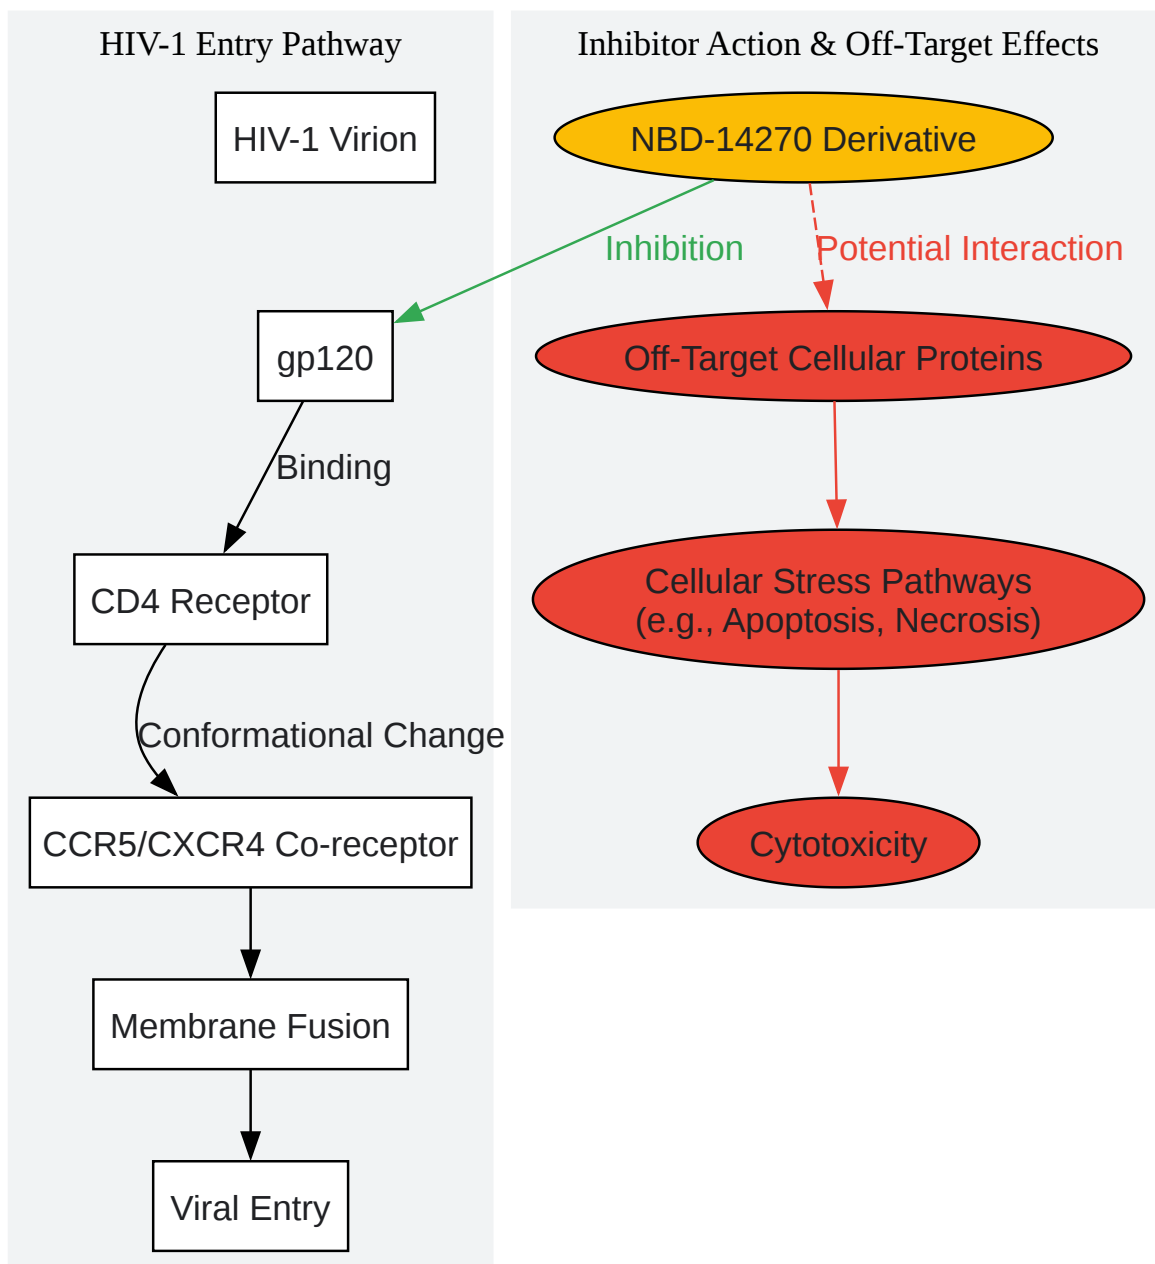 HIV-1 Entry Pathway
HIV-1 Virion
gp120
Binding
CD4 Receptor
Conformational Change
CCR5/CXCR4 Co-receptor
Membrane Fusion
Viral Entry
Inhibitor Action & Off-Target Effects
NBD-14270 Derivative
Inhibition
Potential Interaction
Off-Target Cellular Proteins
Cellular Stress Pathways
(e.g., Apoptosis, Necrosis)
Cytotoxicity